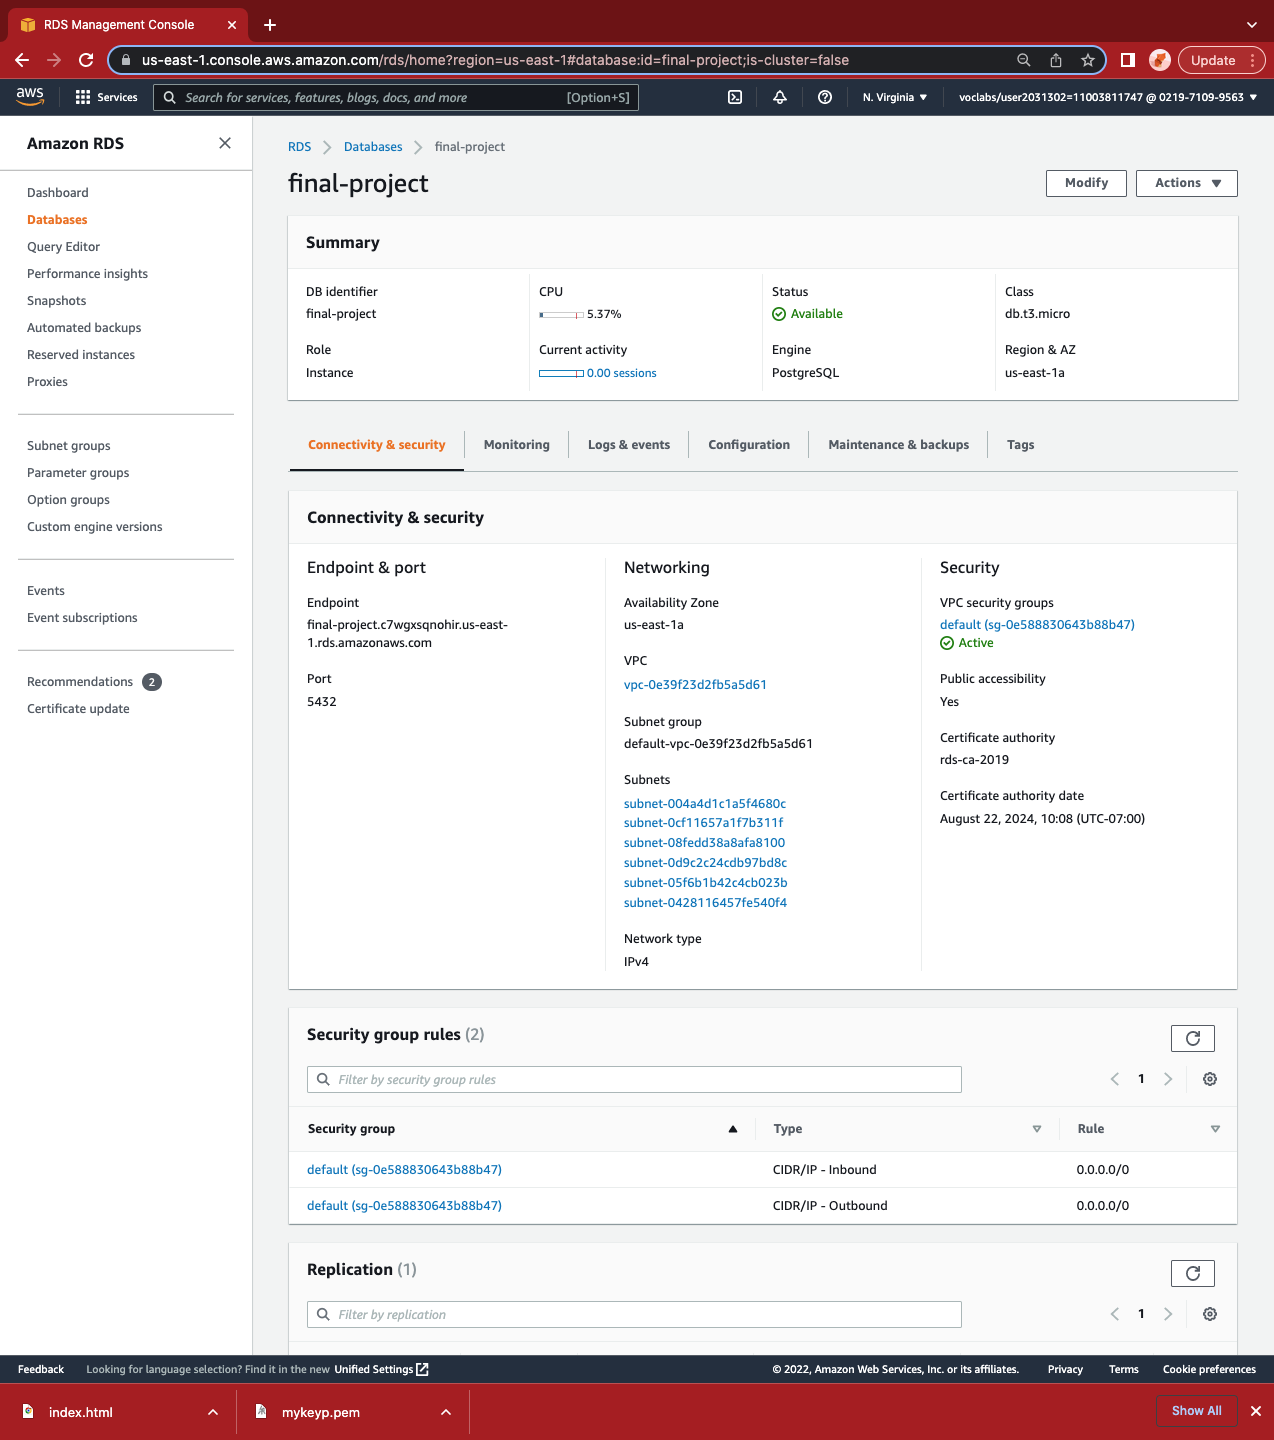 RDS Management Console
us-east-1.console.aws.amazon.com/rds/home?region=us-east-1#database:id=final-project;is-cluster=false
Update
aws
Services
Search for services, features, blogs, docs, and more
[Option+S]
N. Virginia
voclabs/user2031302=11003811747 @ 0219-7109-9563
Amazon RDS
Dashboard
Databases
Query Editor
Performance insights
Snapshots
Automated backups
Reserved instances
Proxies
Subnet groups
Parameter groups
Option groups
Custom engine versions
Events
Event subscriptions
Recommendations 2
Certificate update
RDS
Databases
final-project
final-project
Modify
Actions
Summary
DB identifier
final-project
CPU
5.37%
Status
Available
Class
db.t3.micro
Role
Instance
Current activity
0.00 sessions
Engine
PostgreSQL
Region & AZ
us-east-1a
Connectivity & security
Monitoring
Logs & events
Configuration
Maintenance & backups
Tags
Connectivity & security
Endpoint & port
Endpoint
final-project.c7wgxsqnohir.us-east-
1.rds.amazonaws.com
Port
5432
Networking
Availability Zone
us-east-1a
VPC
vpc-0e39f23d2fb5a5d61
Subnet group
default-vpc-0e39f23d2fb5a5d61
Subnets
subnet-004a4d1c1a5f4680c
subnet-0cf11657a1f7b311f
subnet-08fedd38a8afa8100
subnet-0d9c2c24cdb97bd8c
subnet-05f6b1b42c4cb023b
subnet-0428116457fe540f4
Network type
IPv4
Security
VPC security groups
default (sg-0e588830643b88b47)
Active
Public accessibility
Yes
Certificate authority
rds-ca-2019
Certificate authority date
August 22, 2024, 10:08 (UTC-07:00)
Security group rules (2)
Filter by security group rules
1
Security group
Type
Rule
default (sg-0e588830643b88b47)
CIDR/IP - Inbound
0.0.0.0/0
default (sg-0e588830643b88b47)
CIDR/IP - Outbound
0.0.0.0/0
Replication (1)
Filter by replication
1
Feedback
Looking for language selection? Find it in the new Unified Settings
© 2022, Amazon Web Services, Inc. or its affiliates.
Privacy
Terms
Cookie preferences
index.html
mykeyp.pem
Show All